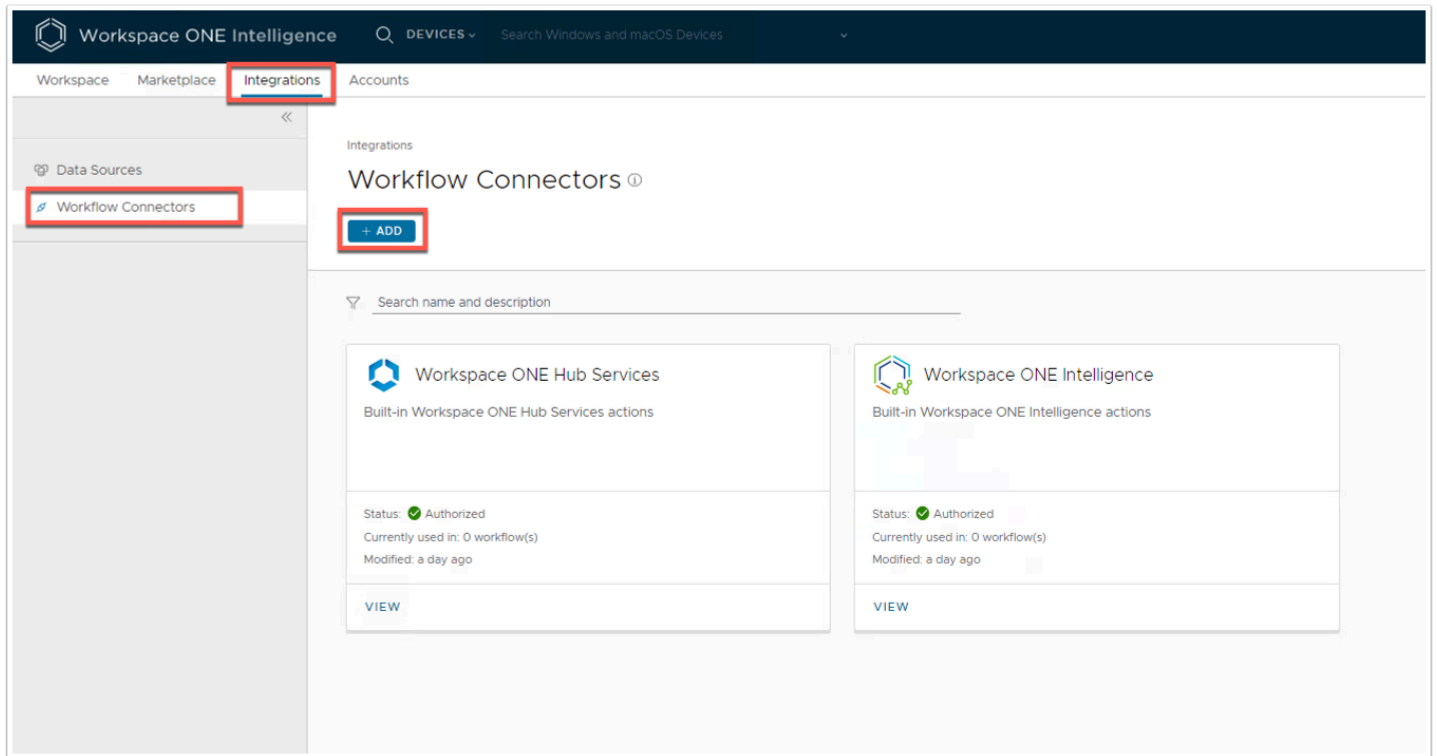 Workspace ONE Intelligence DEVICES Search Windows and macOS Devices
Workspace Marketplace Integrations Accounts
Integrations
Data Sources
Workflow Connectors
Workflow Connectors
+ ADD
Search name and description
Workspace ONE Hub Services
Built-in Workspace ONE Hub Services actions
Status: Authorized
Currently used in: 0 workflow(s)
Modified: a day ago
VIEW
Workspace ONE Intelligence
Built-in Workspace ONE Intelligence actions
Status: Authorized
Currently used in: 0 workflow(s)
Modified: a day ago
VIEW